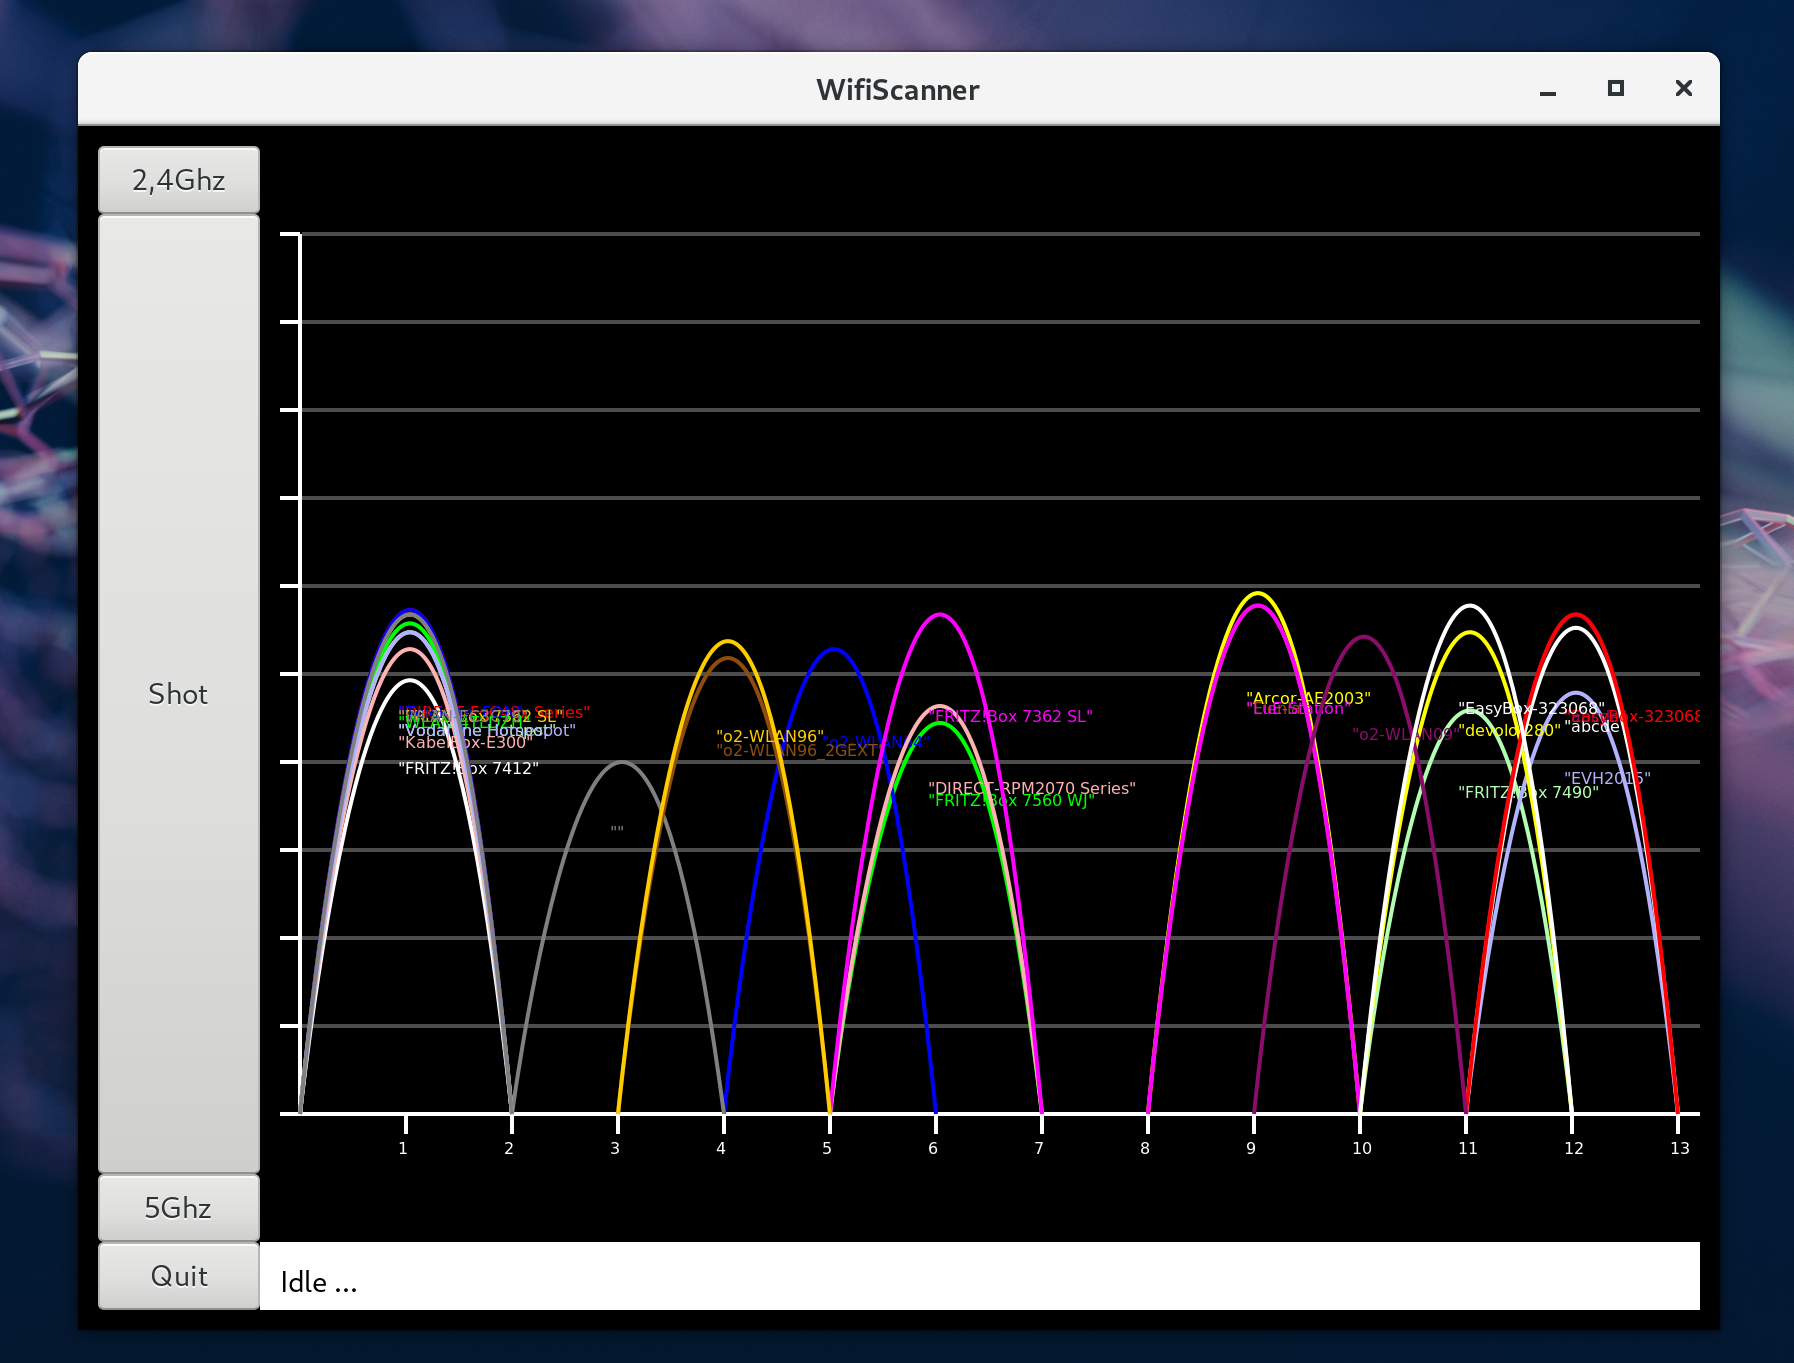 WifiScanner
2,4Ghz
Shot
5Ghz
Quit
Idle ...
"KabelBox-E300"
"FRITZ!Box 7412"
""
"o2-WLAN96"
"o2-WLAN96_2GEXT"
"FRITZ!Box 7362 SL"
"DIRECT-RPM2070 Series"
"FRITZ!Box 7560 WJ"
"Arcor-AE2003"
"o2-WLAN09"
"EasyBox-323068"
"devolo-280"
"FRITZ!Box 7490"
"abcde"
"EVH2015"
1 2 3 4 5 6 7 8 9 10 11 12 13